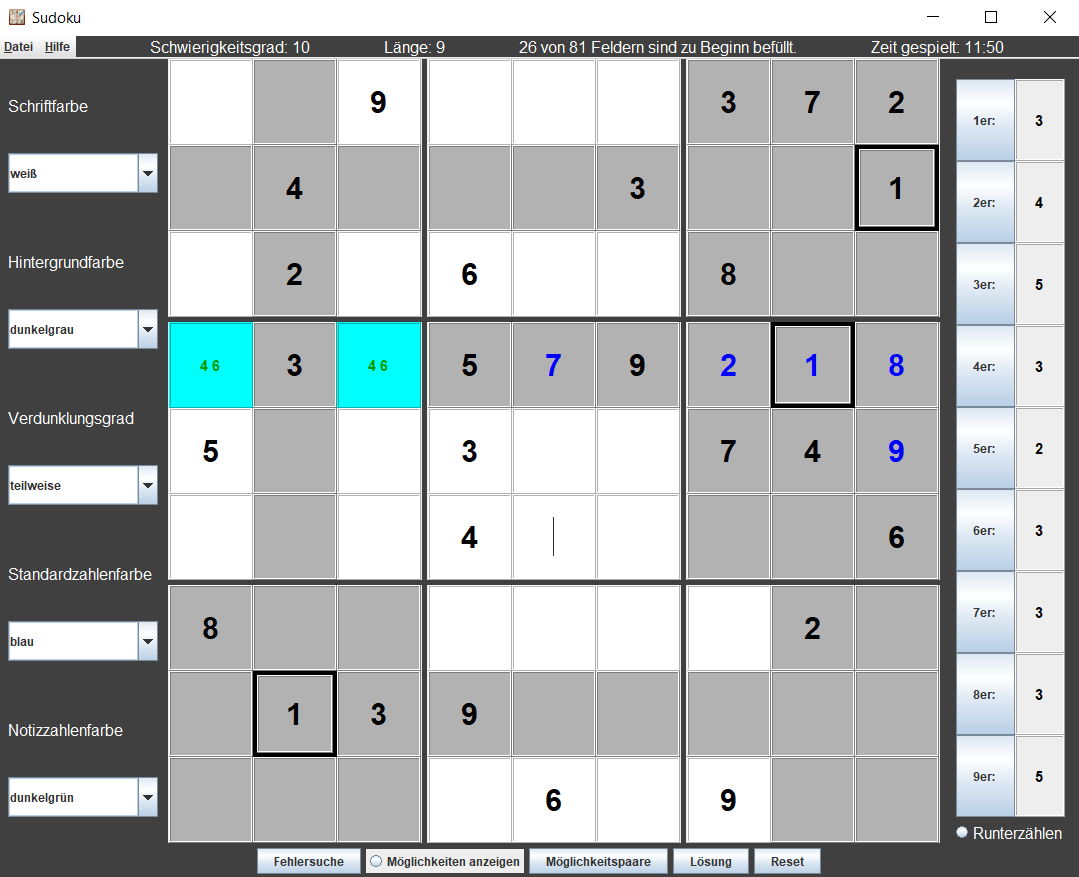 Sudoku
Datei Hilfe Schwierigkeitsgrad: 10 Länge: 9 26 von 81 Feldern sind zu Beginn befüllt. Zeit gespielt: 11:50
Schriftfarbe
weiß
Hintergrundfarbe
dunkelgrau
Verdunklungsgrad
teilweise
Standardzahlenfarbe
blau
Notizzahlenfarbe
dunkelgrün
9 3 7 2
4 3 1
2 6 8
4 6 3 4 6 5 7 9 2 1 8
5 3 7 4 9
4 6
8 2
1 3 9
6 9
1er: 3
2er: 4
3er: 5
4er: 3
5er: 2
6er: 3
7er: 3
8er: 3
9er: 5
Runterzählen
Fehlersuche Möglichkeiten anzeigen Möglichkeitspaare Lösung Reset